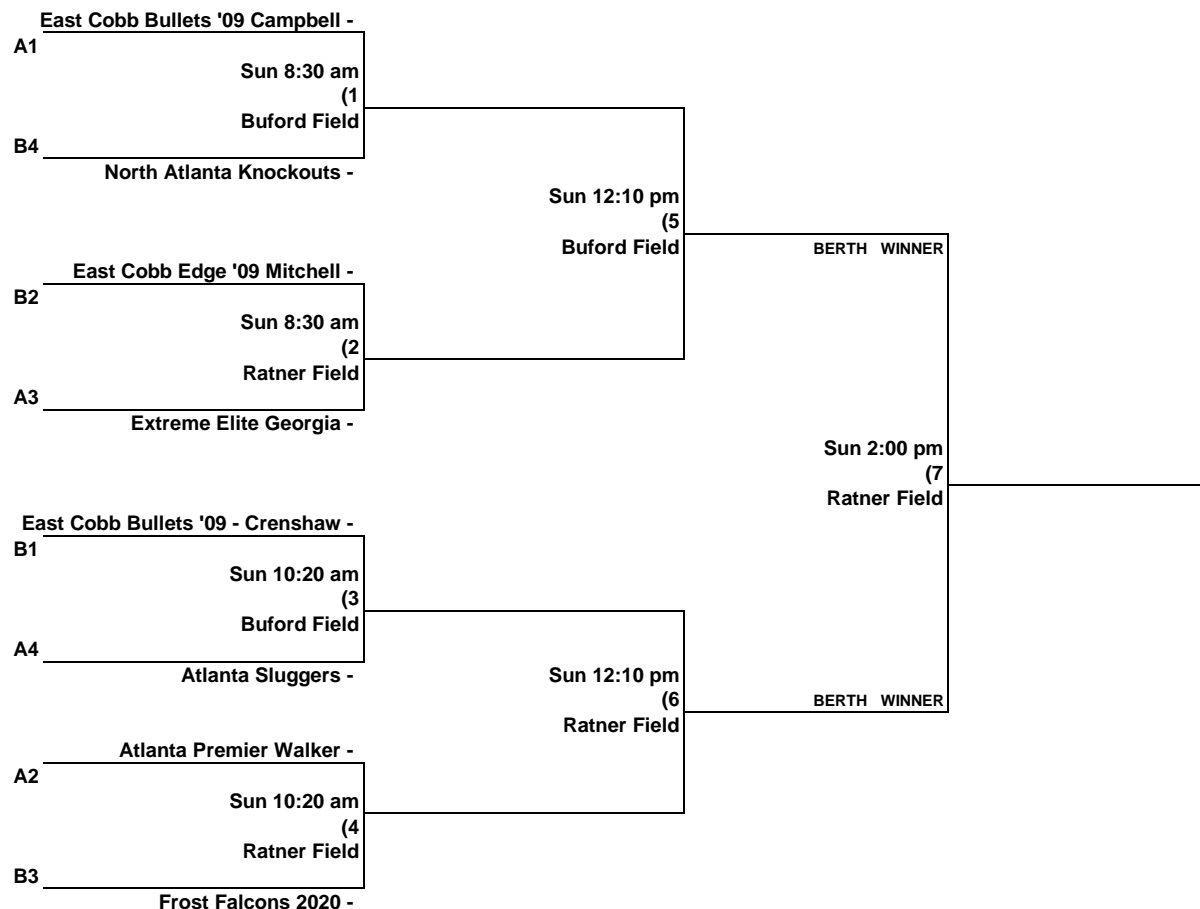 East Cobb Bullets '09 Campbell -
A1
Sun 8:30 am
(1
Buford Field
B4
North Atlanta Knockouts -
Sun 12:10 pm
(5
Buford Field
BERTH WINNER
East Cobb Edge '09 Mitchell -
B2
Sun 8:30 am
(2
Ratner Field
A3
Extreme Elite Georgia -
Sun 2:00 pm
(7
Ratner Field
East Cobb Bullets '09 - Crenshaw -
B1
Sun 10:20 am
(3
Buford Field
A4
Atlanta Sluggers -
Sun 12:10 pm
(6
Ratner Field
BERTH WINNER
Atlanta Premier Walker -
A2
Sun 10:20 am
(4
Ratner Field
B3
Frost Falcons 2020 -